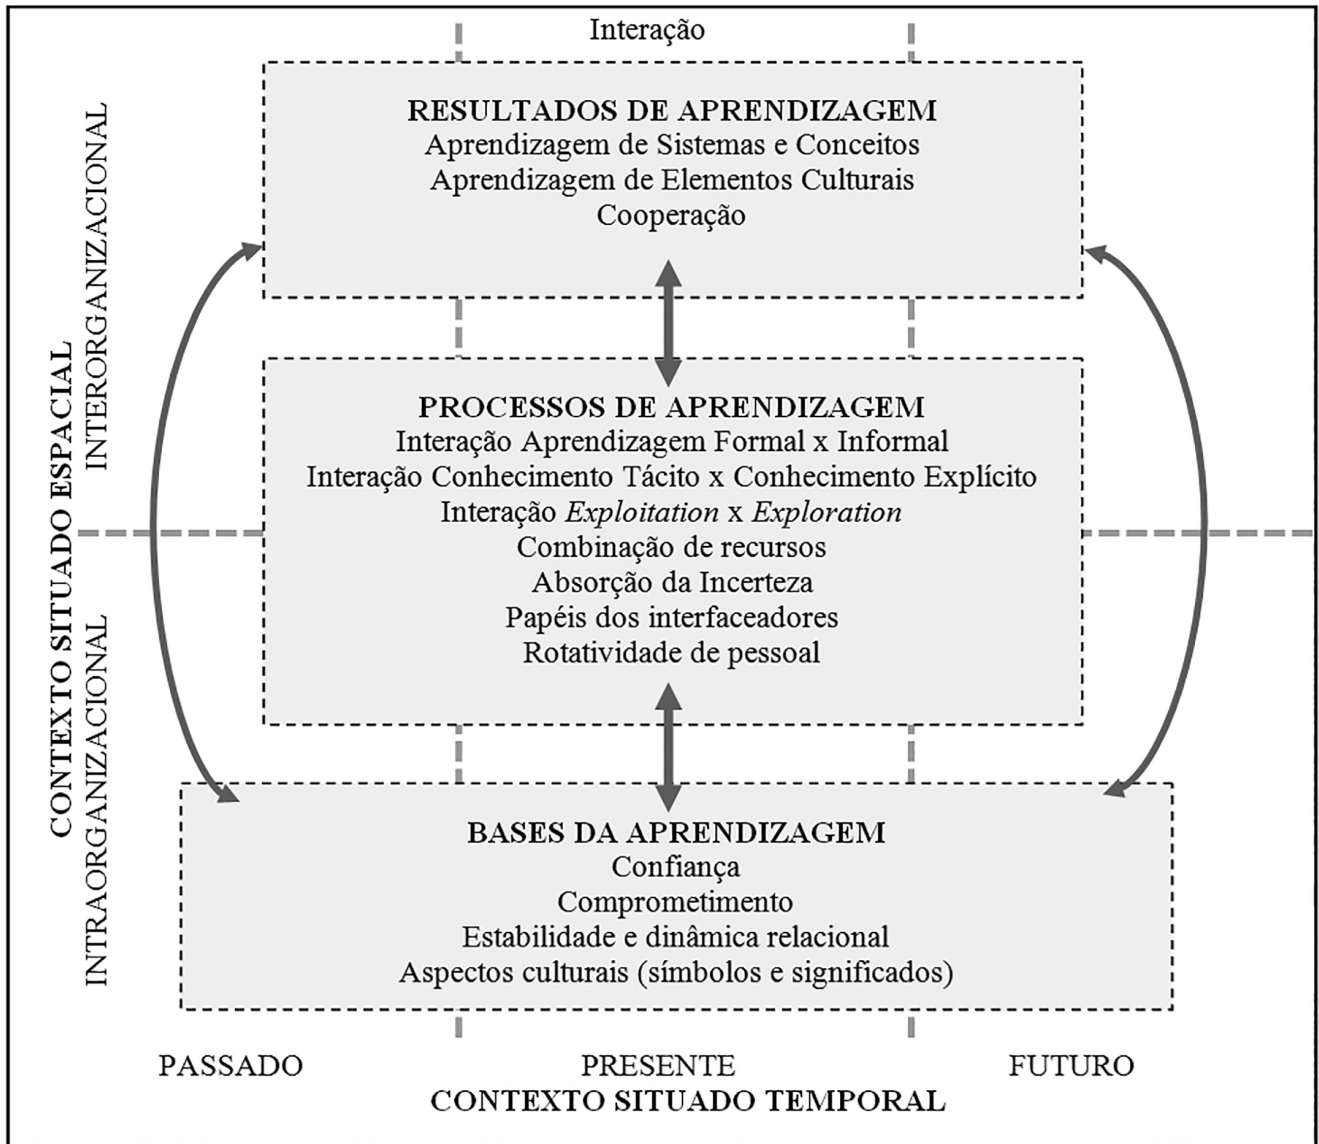 Interação
RESULTADOS DE APRENDIZAGEM
Aprendizagem de Sistemas e Conceitos
Aprendizagem de Elementos Culturais
Cooperação
PROCESSOS DE APRENDIZAGEM
Interação Aprendizagem Formal x Informal
Interação Conhecimento Tácito x Conhecimento Explícito
Interação Exploitation x Exploration
Combinação de recursos
Absorção da Incerteza
Papéis dos interfaceadores
Rotatividade de pessoal
BASES DA APRENDIZAGEM
Confiança
Comprometimento
Estabilidade e dinâmica relacional
Aspectos culturais (símbolos e significados)
CONTEXTO SITUADO ESPACIAL
INTERORGANIZACIONAL
INTRAORGANIZACIONAL
PASSADO
PRESENTE
FUTURO
CONTEXTO SITUADO TEMPORAL